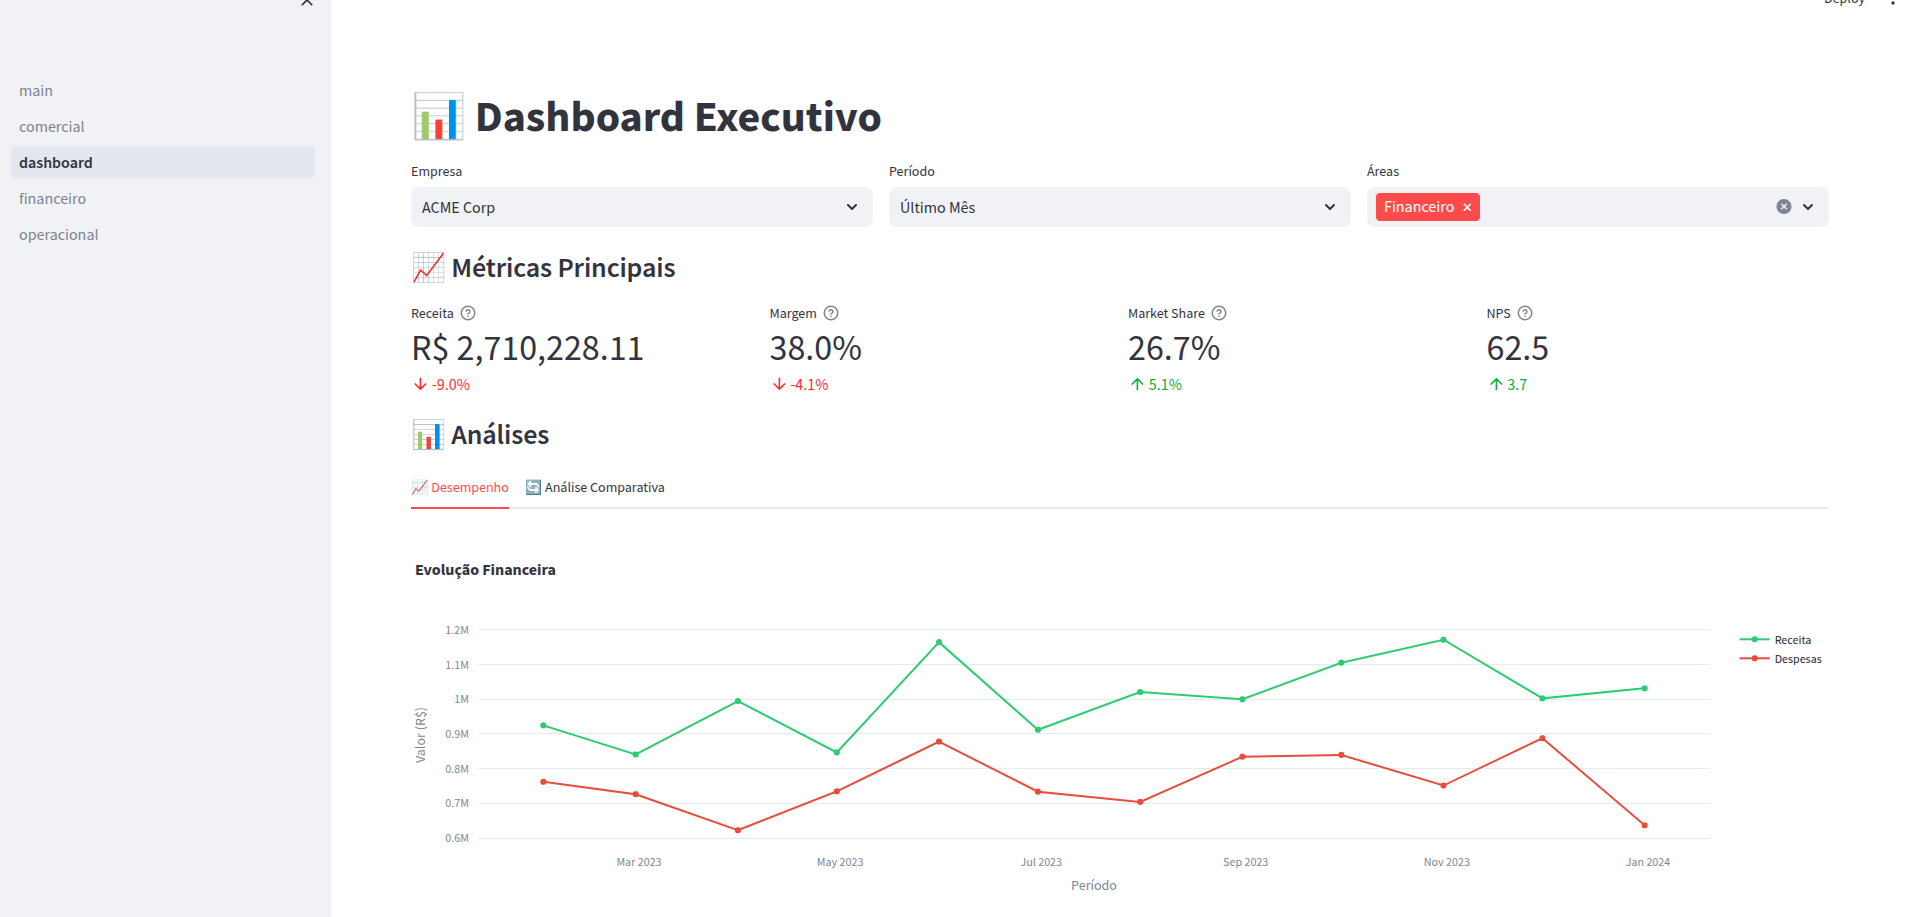 Deploy
main
comercial
dashboard
financeiro
operacional
Dashboard Executivo
Empresa
Período
Áreas
ACME Corp
Último Mês
Financeiro ×
Métricas Principais
Receita
Margem
Market Share
NPS
R$ 2,710,228.11
38.0%
26.7%
62.5
-9.0%
-4.1%
5.1%
3.7
Análises
Desempenho
Análise Comparativa
Evolução Financeira
1.2M
1.1M
1M
0.9M
0.8M
0.7M
0.6M
Valor (R$)
Receita
Despesas
Mar 2023
May 2023
Jul 2023
Sep 2023
Nov 2023
Jan 2024
Período